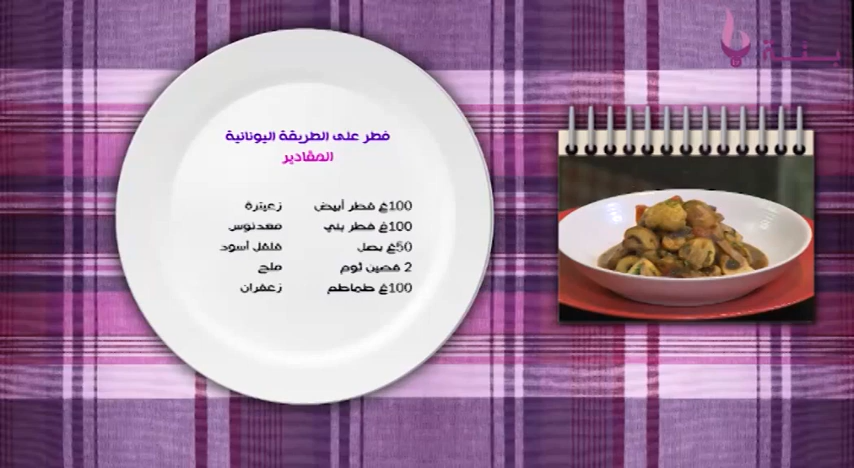 بنة
فطر على الطريقة اليونانية
المقادير
100غ فطر أبيض
100غ فطر بني
50غ بصل
2 فصين ثوم
100غ طماطم
زعيترة
معدنوس
فلفل أسود
ملح
زعفران